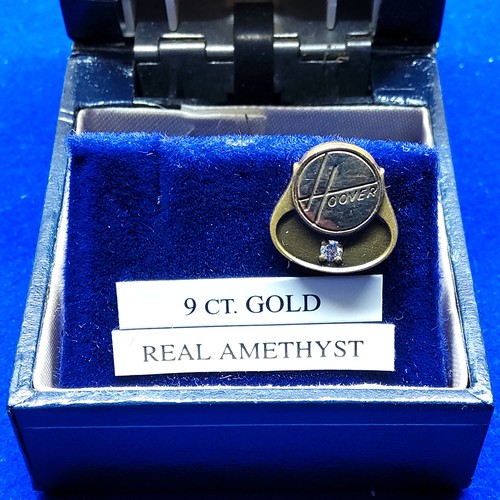 HOOVER
9 CT. GOLD
REAL AMETHYST